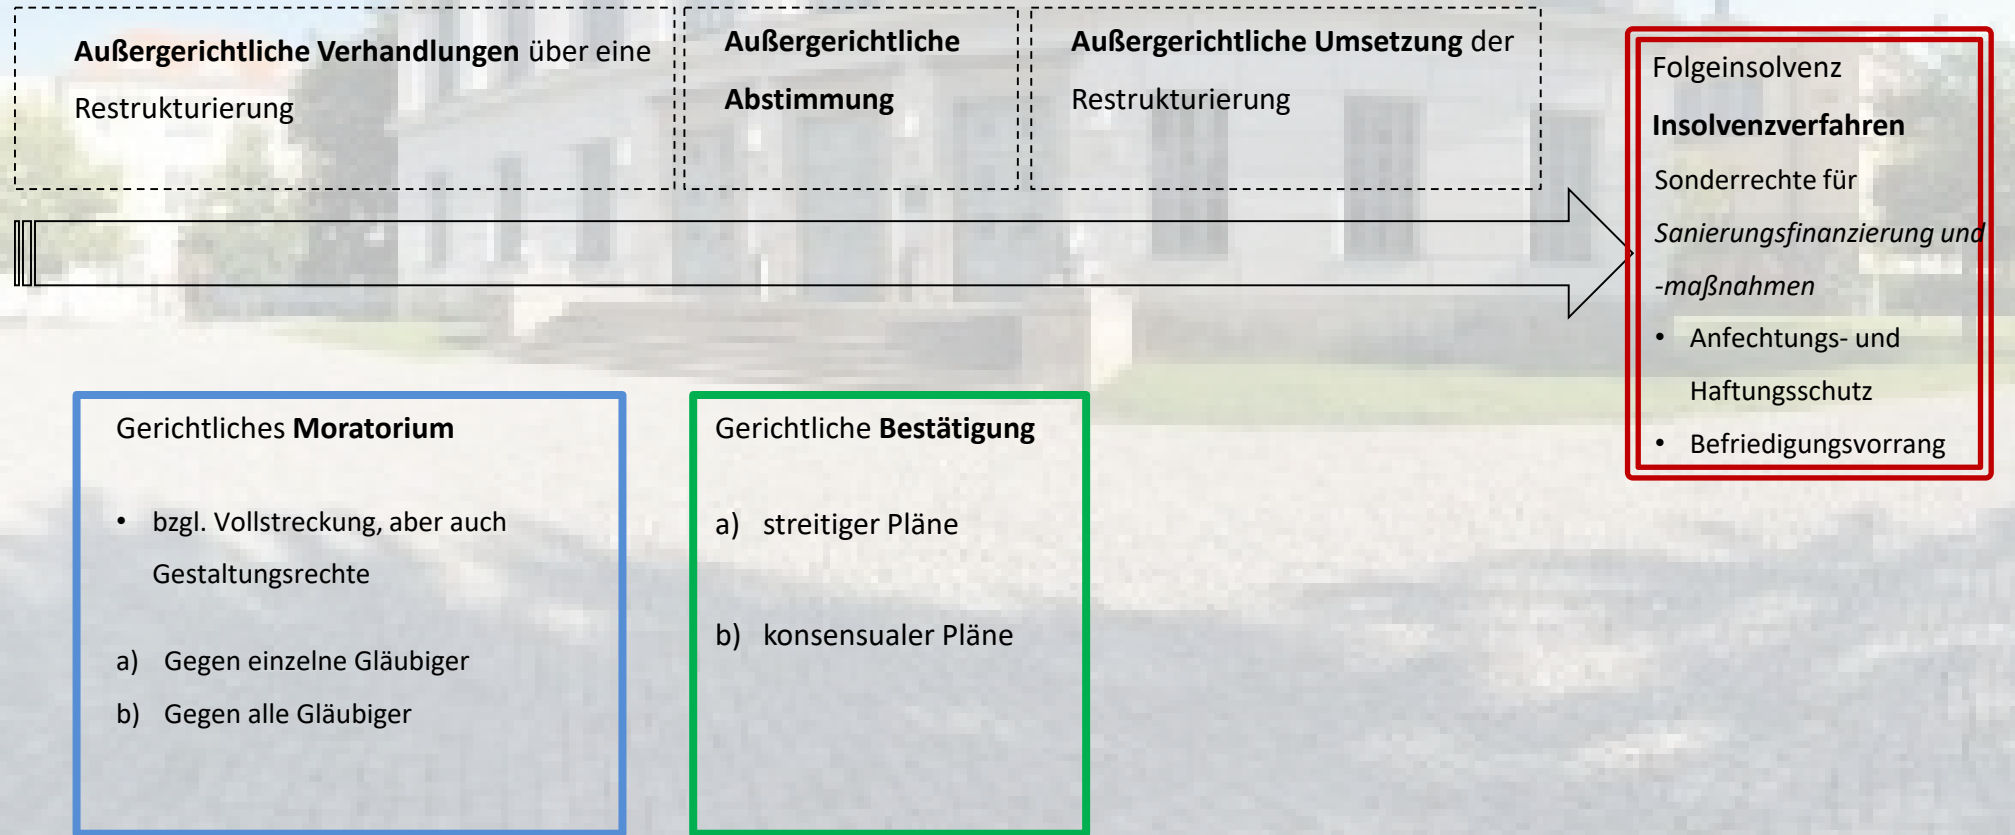 Außergerichtliche Verhandlungen über eine
Restrukturierung
Außergerichtliche
Abstimmung
Außergerichtliche Umsetzung der
Restrukturierung
Folgeinsolvenz
Insolvenzverfahren
Sonderrechte für
Sanierungsfinanzierung und
-maßnahmen
• Anfechtungs- und
Haftungsschutz
• Befriedigungsvorrang
Gerichtliches Moratorium
• bzgl. Vollstreckung, aber auch
Gestaltungsrechte
a) Gegen einzelne Gläubiger
b) Gegen alle Gläubiger
Gerichtliche Bestätigung
a) streitiger Pläne
b) konsensualer Pläne